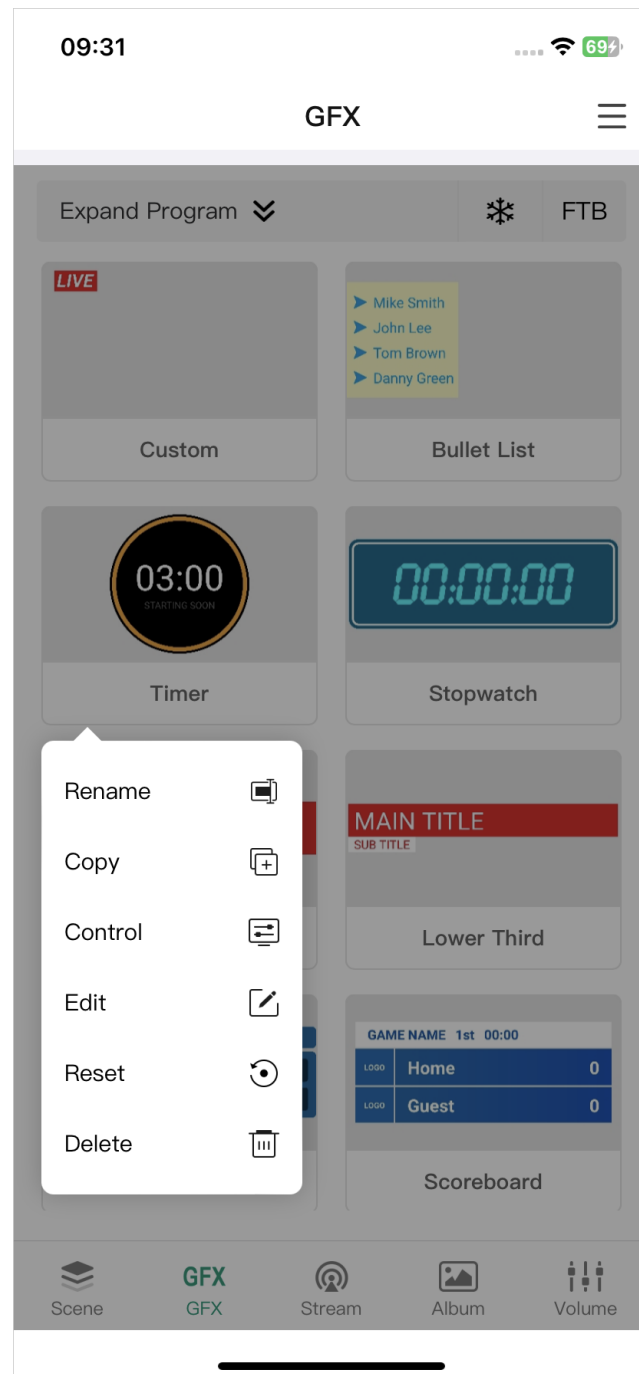 09:31
69
GFX
Expand Program
FTB
LIVE
Mike Smith
John Lee
Tom Brown
Danny Green
Custom
Bullet List
03:00
STARTING SOON
00:00:00
Timer
Stopwatch
Rename
Copy
Control
Edit
Reset
Delete
MAIN TITLE
SUB TITLE
Lower Third
GAME NAME 1st 00:00
LOGO Home 0
LOGO Guest 0
Scoreboard
GFX
Scene
GFX
Stream
Album
Volume